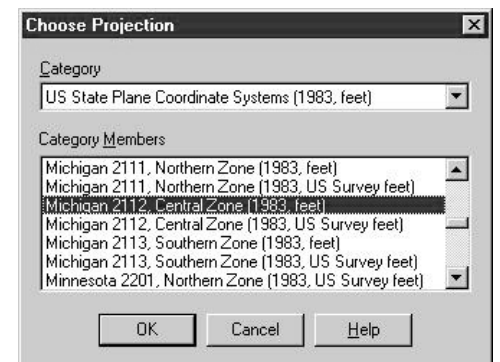 Choose Projection
Category
US State Plane Coordinate Systems (1983, feet)
Category Members
Michigan 2111, Northern Zone (1983, feet)
Michigan 2111, Northern Zone (1983, US Survey feet)
Michigan 2112, Central Zone (1983, feet)
Michigan 2112, Central Zone (1983, US Survey feet)
Michigan 2113, Southern Zone (1983, feet)
Michigan 2113, Southern Zone (1983, US Survey feet)
Minnesota 2201, Northern Zone (1983, feet)
OK Cancel Help